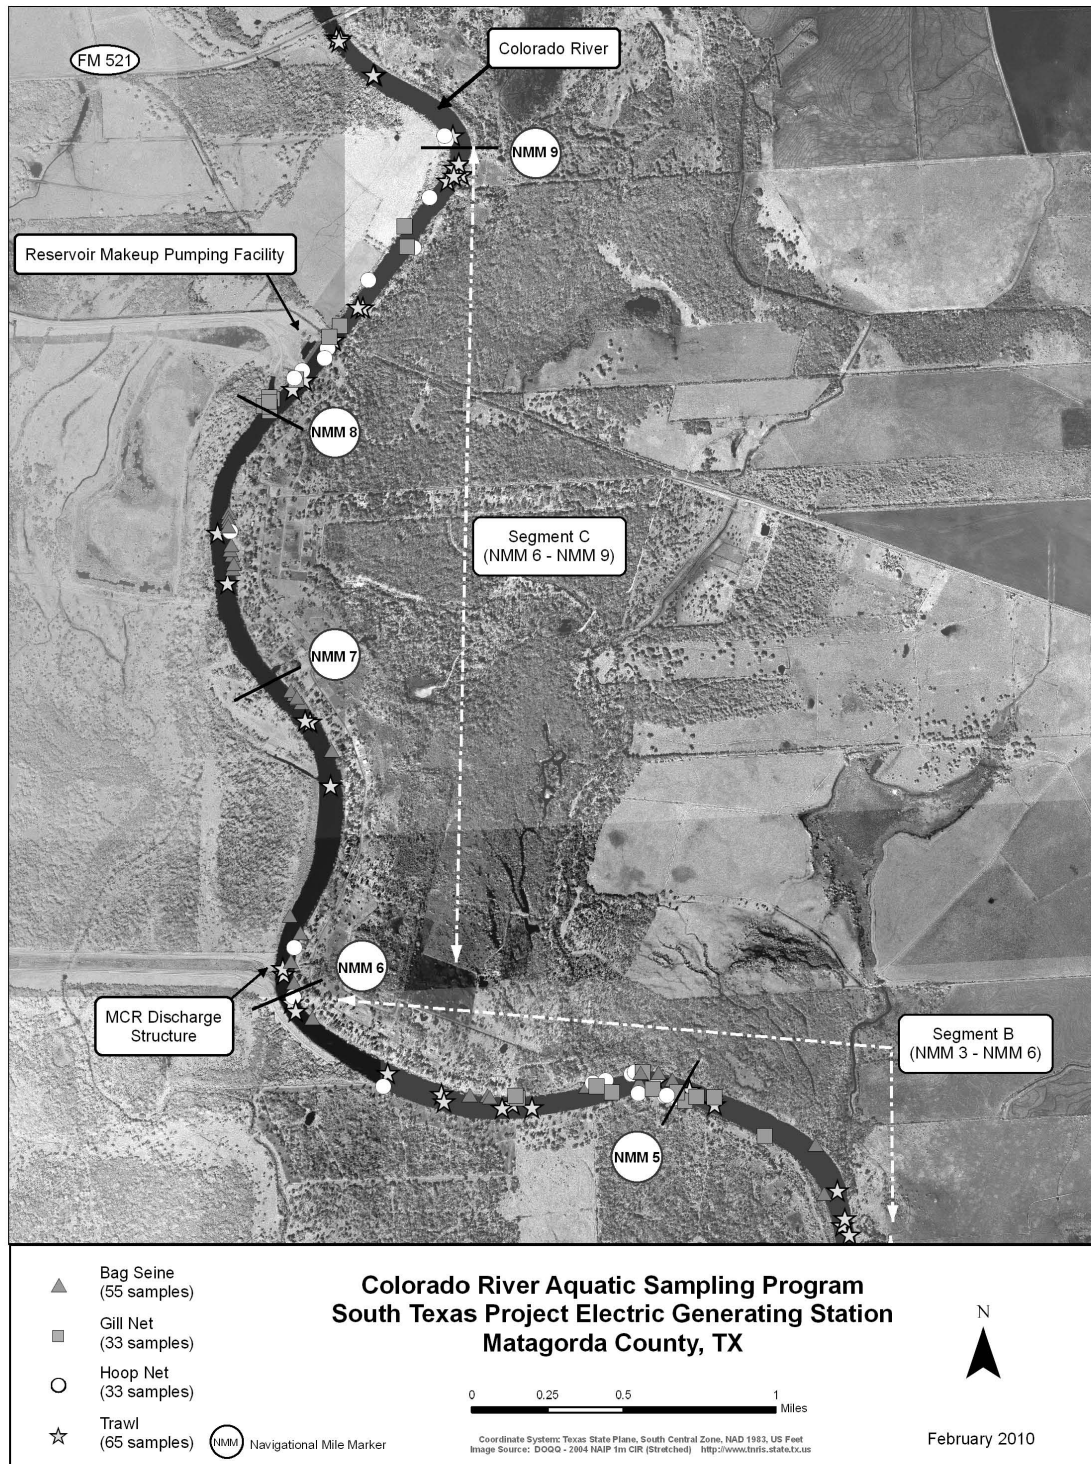 FM 521
Colorado River
NMM 9
Reservoir Makeup Pumping Facility
NMM 8
Segment C
(NMM 6 - NMM 9)
NMM 7
NMM 6
MCR Discharge
Structure
Segment B
(NMM 3 - NMM 6)
NMM 5
Bag Seine
(55 samples)
Gill Net
(33 samples)
Hoop Net
(33 samples)
Trawl
(65 samples)
NMM
Navigational Mile Marker
Colorado River Aquatic Sampling Program
South Texas Project Electric Generating Station
Matagorda County, TX
0 0.25 0.5 1
Miles
Coordinate System: Texas State Plane, South Central Zone, NAD 1983, US Feet
Image Source: DOQQ - 2004 NAIP 1m CIR (Stretched) http://www.tnris.state.tx.us
N
February 2010